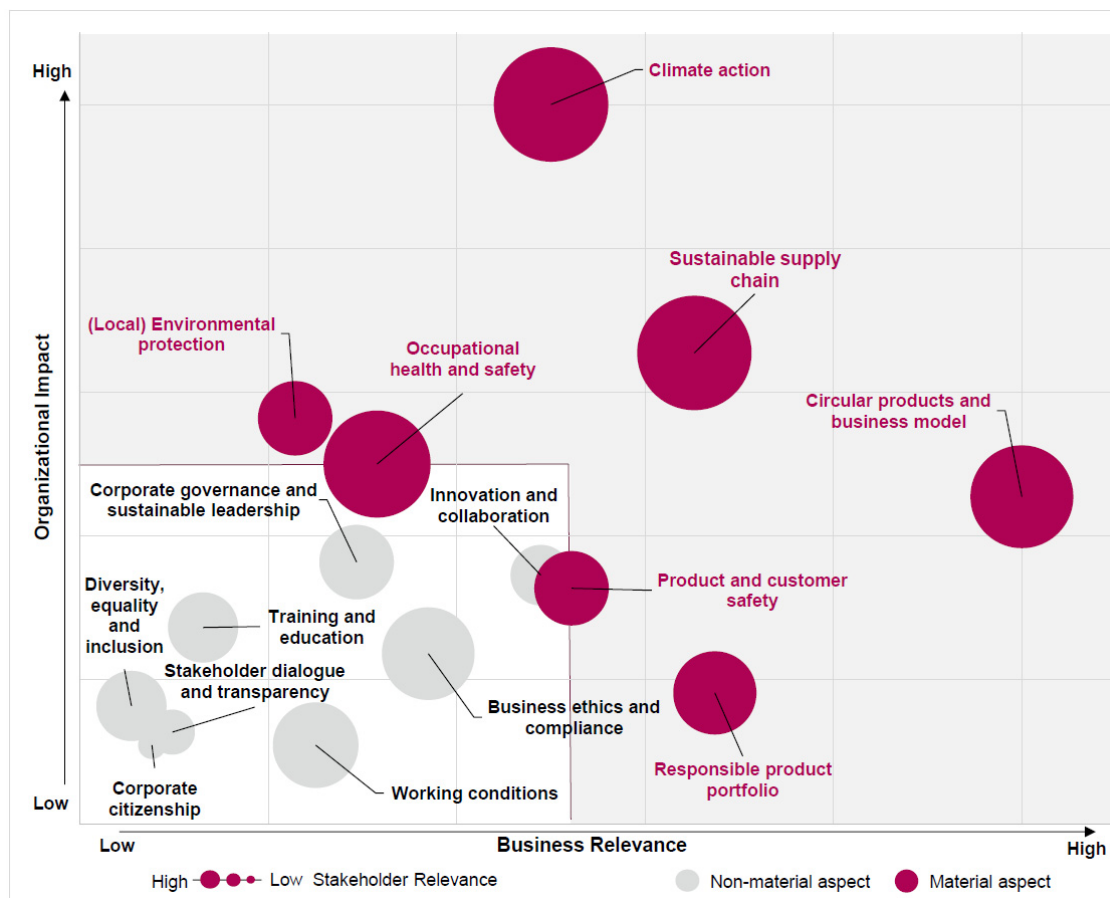 High
Climate action
Sustainable supply
chain
(Local) Environmental
protection
Occupational
health and safety
Circular products and
business model
Organizational Impact
Corporate governance and
sustainable leadership
Innovation and
collaboration
Diversity,
equality
and
inclusion
Training and
education
Product and customer
safety
Stakeholder dialogue
and transparency
Business ethics and
compliance
Responsible product
portfolio
Corporate
citizenship
Working conditions
Low
Low
Business Relevance
High
High
Low Stakeholder Relevance
Non-material aspect
Material aspect